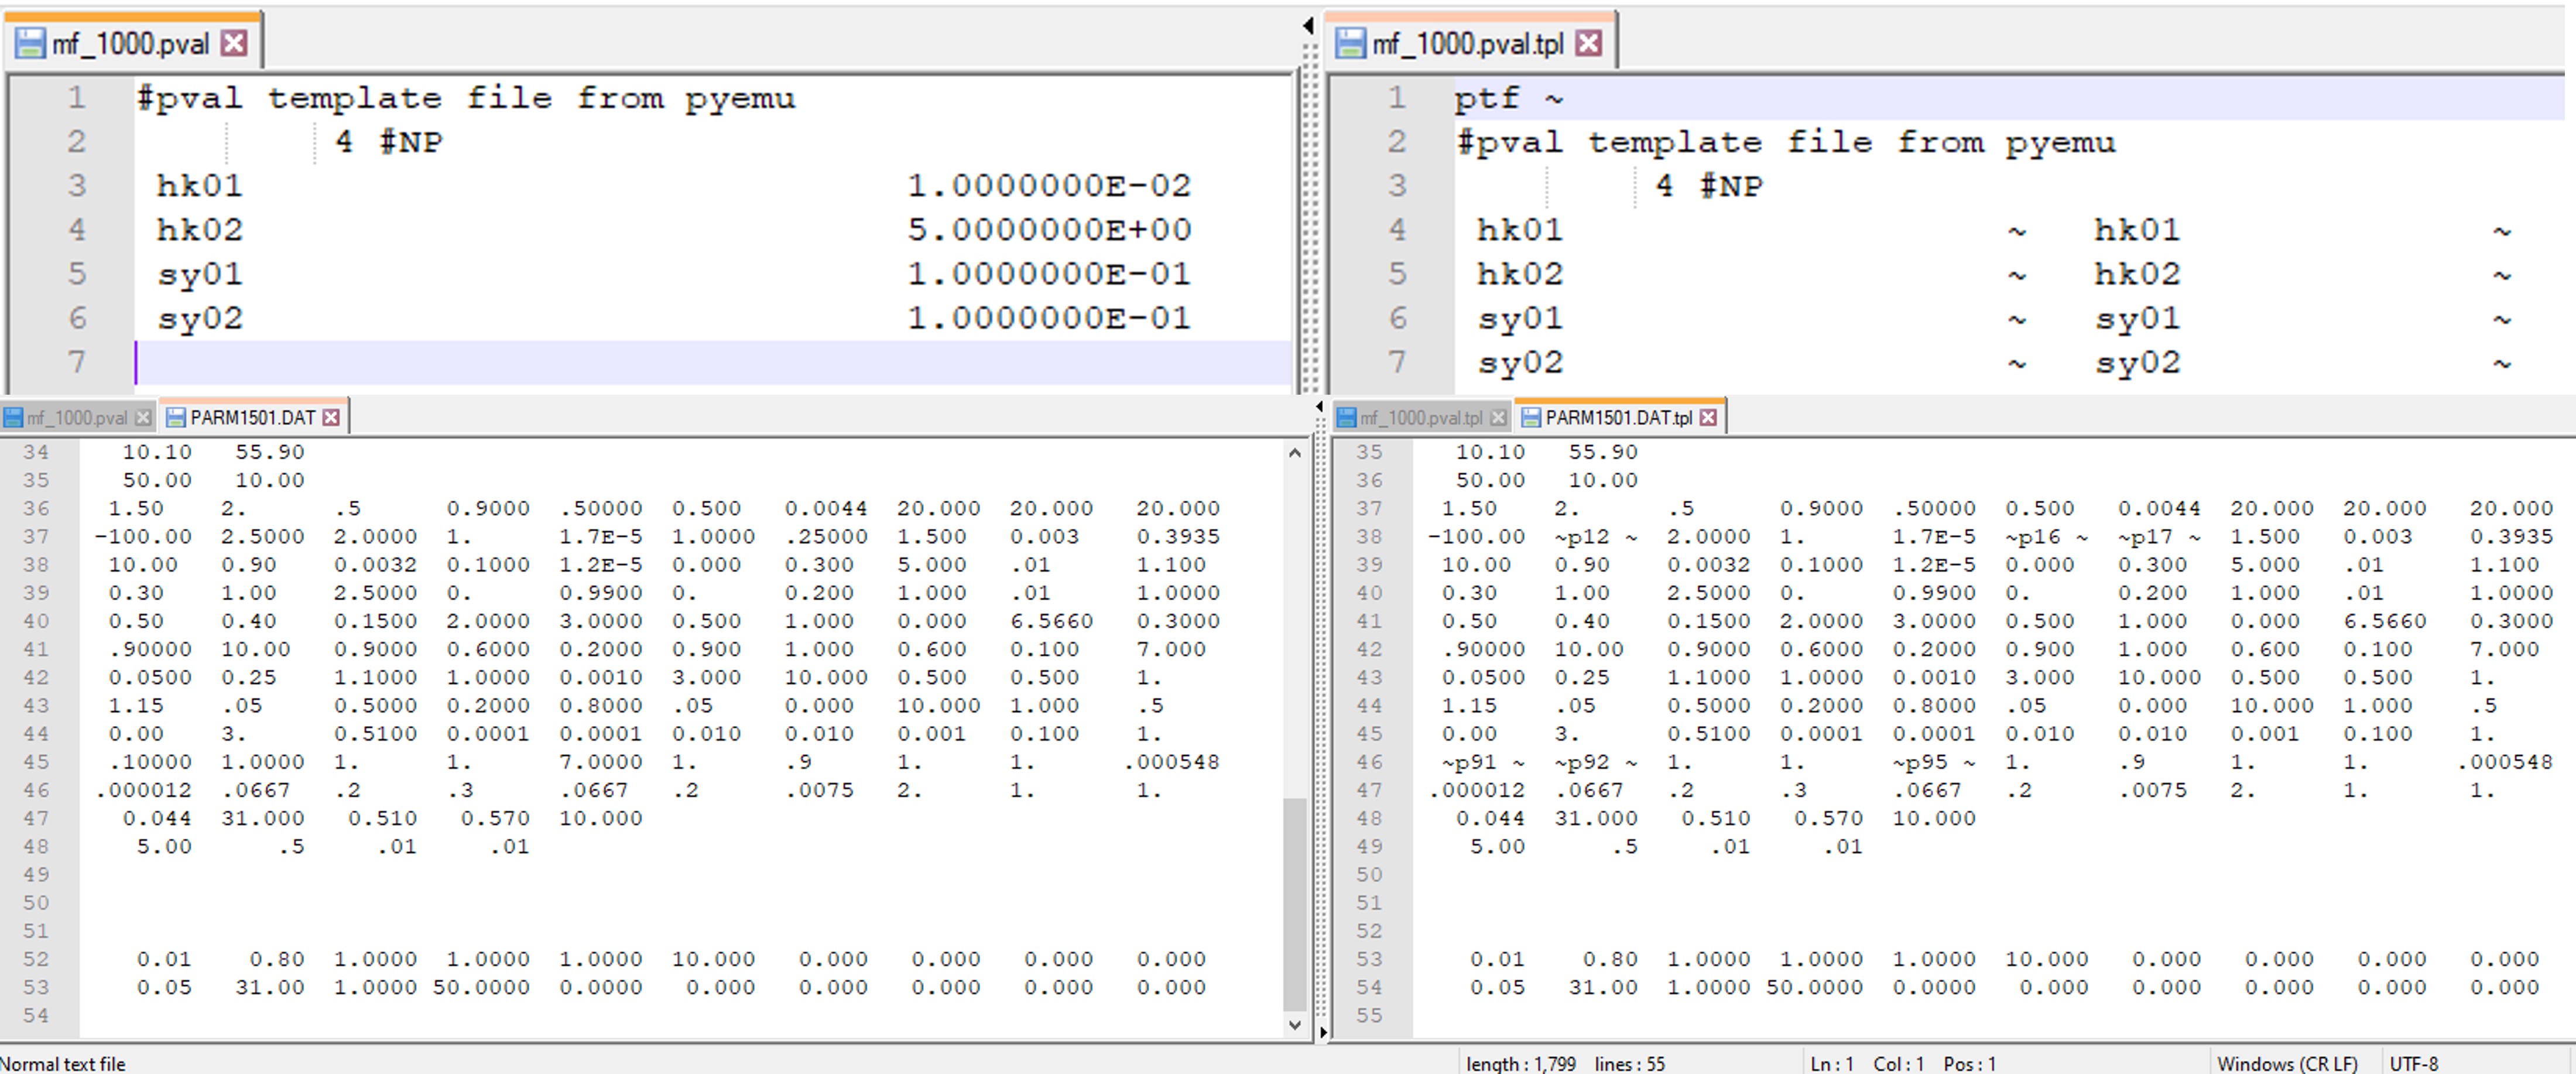 mf_1000.pval
1 #pval template file from pyemu
2 4 #NP
3 hk01 1.0000000E-02
4 hk02 5.0000000E+00
5 sy01 1.0000000E-01
6 sy02 1.0000000E-01
7
mf_1000.pval.tpl
1 ptf ~
2 #pval template file from pyemu
3 4 #NP
4 hk01 ~ hk01 ~
5 hk02 ~ hk02 ~
6 sy01 ~ sy01 ~
7 sy02 ~ sy02 ~
mf_1000.pval PARM1501.DAT
34 10.10 55.90
35 50.00 10.00
36 1.50 2. .5 0.9000 .50000 0.500 0.0044 20.000 20.000 20.000
37 -100.00 2.5000 2.0000 1. 1.7E-5 1.0000 .25000 1.500 0.003 0.3935
38 10.00 0.90 0.0032 0.1000 1.2E-5 0.000 0.300 5.000 .01 1.100
39 0.30 1.00 2.5000 0. 0.9900 0. 0.200 1.000 .01 1.0000
40 0.50 0.40 0.1500 2.0000 3.0000 0.500 1.000 0.000 6.5660 0.3000
41 .90000 10.00 0.9000 0.6000 0.2000 0.900 1.000 0.600 0.100 7.000
42 0.0500 0.25 1.1000 1.0000 0.0010 3.000 10.000 0.500 0.500 1.
43 1.15 .05 0.5000 0.2000 0.8000 .05 0.000 10.000 1.000 .5
44 0.00 3. 0.5100 0.0001 0.0001 0.010 0.010 0.001 0.100 1.
45 .10000 1.0000 1. 1. 7.0000 1. .9 1. 1. .000548
46 .000012 .0667 .2 .3 .0667 .2 .0075 2. 1. 1.
47 0.044 31.000 0.510 0.570 10.000
48 5.00 .5 .01 .01
49
50
51
52 0.01 0.80 1.0000 1.0000 1.0000 10.000 0.000 0.000 0.000 0.000
53 0.05 31.00 1.0000 50.0000 0.0000 0.000 0.000 0.000 0.000 0.000
54
mf_1000.pval.tpl PARM1501.DAT.tpl
35 10.10 55.90
36 50.00 10.00
37 1.50 2. .5 0.9000 .50000 0.500 0.0044 20.000 20.000 20.000
38 -100.00 ~p12 ~ 2.0000 1. 1.7E-5 ~p16 ~ ~p17 ~ 1.500 0.003 0.3935
39 10.00 0.90 0.0032 0.1000 1.2E-5 0.000 0.300 5.000 .01 1.100
40 0.30 1.00 2.5000 0. 0.9900 0. 0.200 1.000 .01 1.0000
41 0.50 0.40 0.1500 2.0000 3.0000 0.500 1.000 0.000 6.5660 0.3000
42 .90000 10.00 0.9000 0.6000 0.2000 0.900 1.000 0.600 0.100 7.000
43 0.0500 0.25 1.1000 1.0000 0.0010 3.000 10.000 0.500 0.500 1.
44 1.15 .05 0.5000 0.2000 0.8000 .05 0.000 10.000 1.000 .5
45 0.00 3. 0.5100 0.0001 0.0001 0.010 0.010 0.001 0.100 1.
46 ~p91 ~ ~p92 ~ 1. 1. ~p95 ~ 1. .9 1. 1. .000548
47 .000012 .0667 .2 .3 .0667 .2 .0075 2. 1. 1.
48 0.044 31.000 0.510 0.570 10.000
49 5.00 .5 .01 .01
50
51
52
53 0.01 0.80 1.0000 1.0000 1.0000 10.000 0.000 0.000 0.000 0.000
54 0.05 31.00 1.0000 50.0000 0.0000 0.000 0.000 0.000 0.000 0.000
55
Normal text file length : 1,799 lines : 55 Ln : 1 Col : 1 Pos : 1 Windows (CR LF) UTF-8